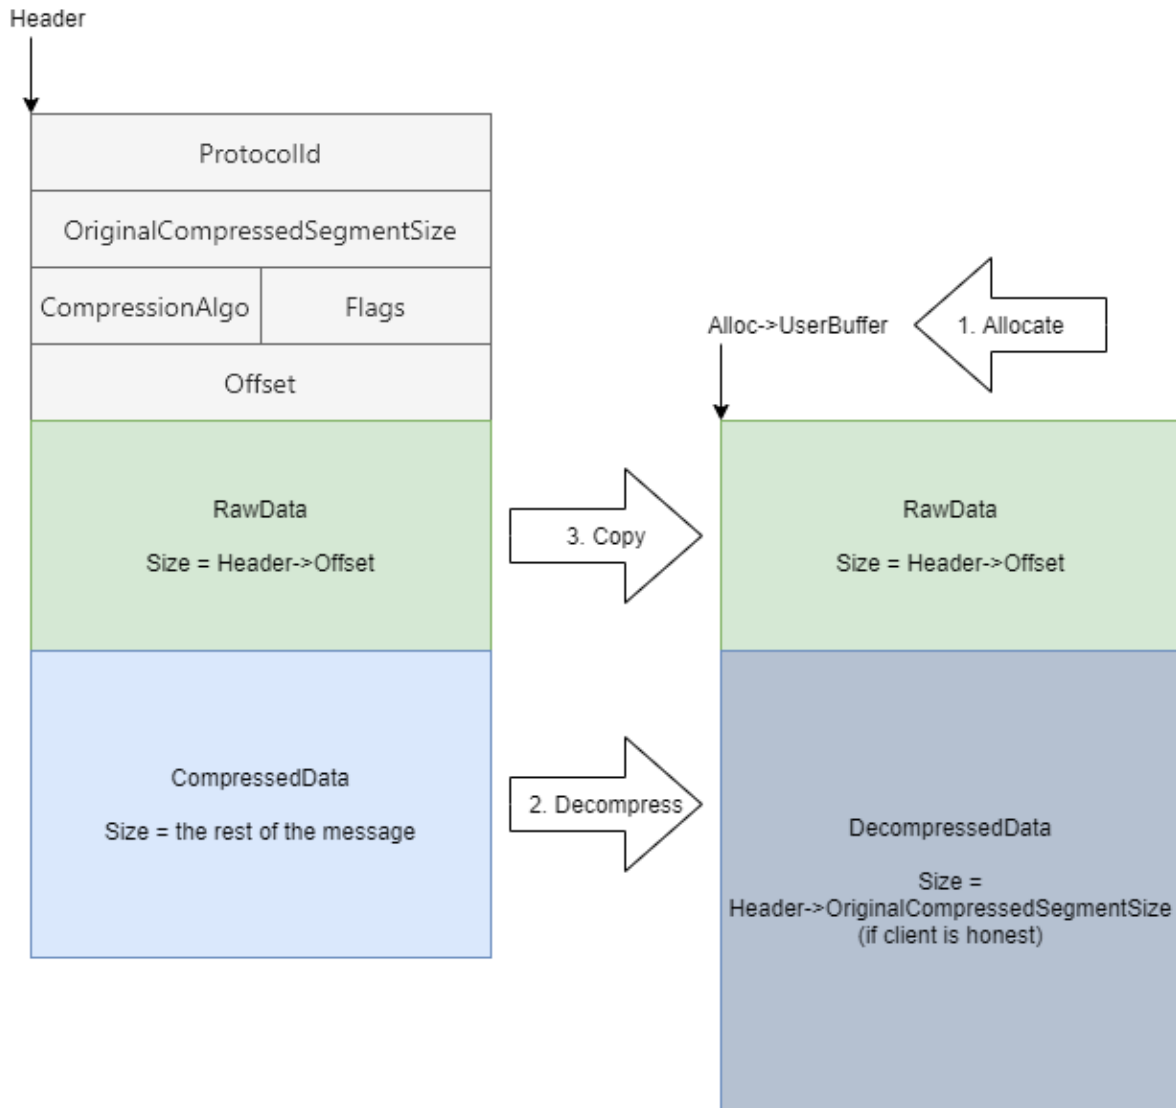 Header
ProtocolId
OriginalCompressedSegmentSize
CompressionAlgo
Flags
Offset
RawData
Size = Header->Offset
CompressedData
Size = the rest of the message
1. Allocate
Alloc->UserBuffer
3. Copy
2. Decompress
RawData
Size = Header->Offset
DecompressedData
Size =
Header->OriginalCompressedSegmentSize
(if client is honest)